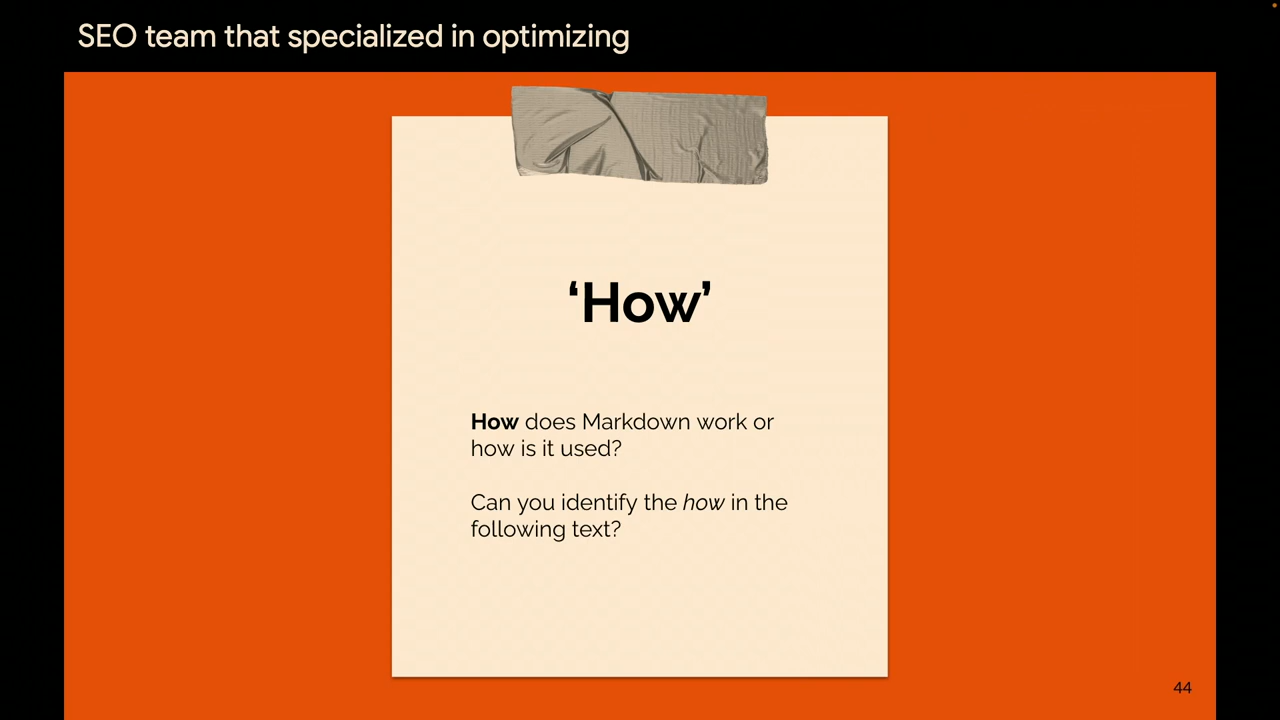 SEO team that specialized in optimizing
‘How’
How does Markdown work or
how is it used?
Can you identify the how in the
following text?
44